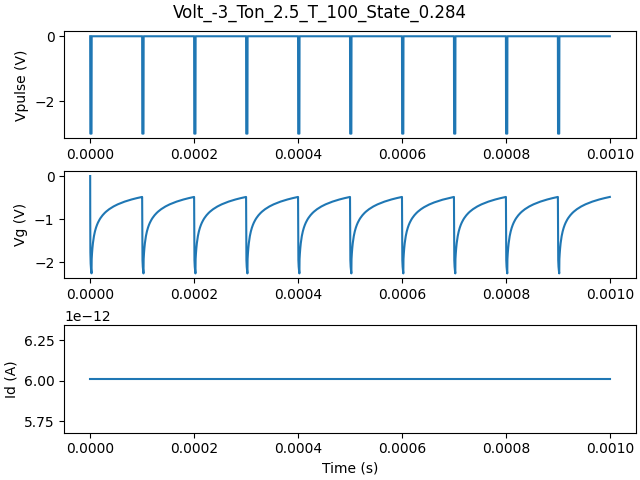 Volt_-3_Ton_2.5_T_100_State_0.284
Vpulse (V)
0
−2
0.0000 0.0002 0.0004 0.0006 0.0008 0.0010
Vg (V)
0
−1
−2
0.0000 0.0002 0.0004 0.0006 0.0008 0.0010
1e−12
Id (A)
6.25
6.00
5.75
0.0000 0.0002 0.0004 0.0006 0.0008 0.0010
Time (s)